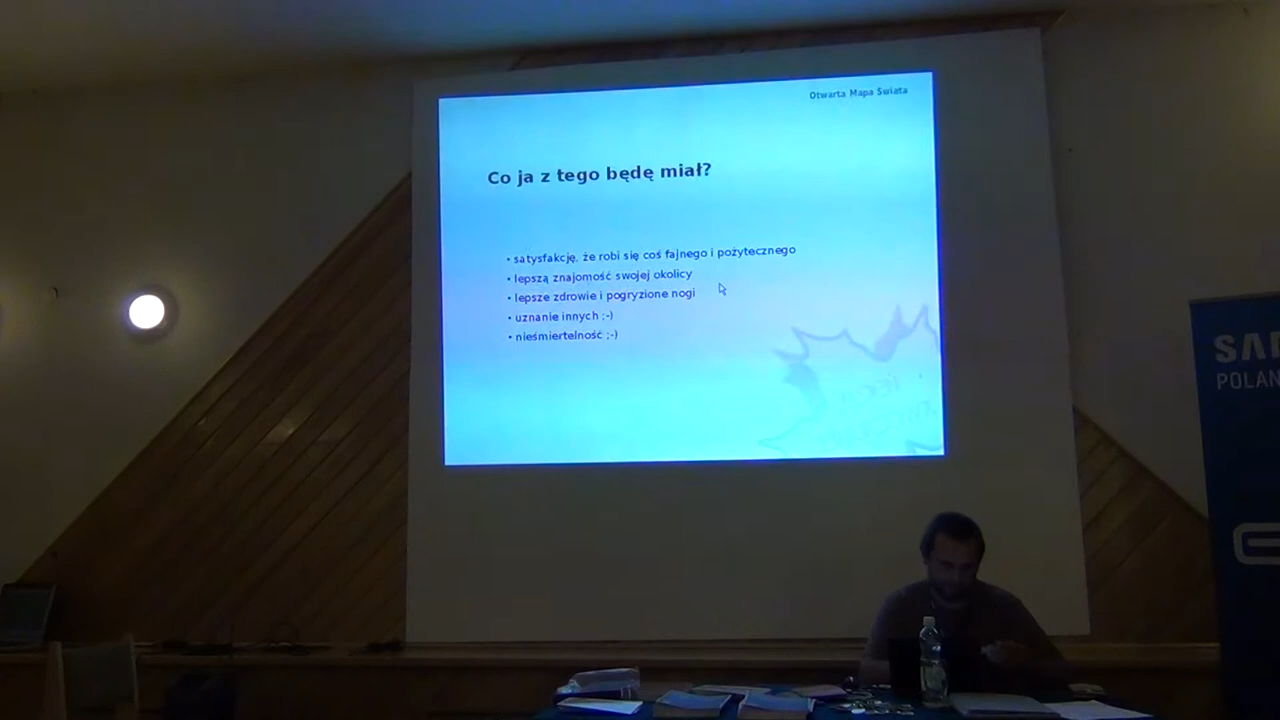 Otwarta Mapa Świata
Co ja z tego będę miał?
• satysfakcję, że robi się coś fajnego i pożytecznego
• lepszą znajomość swojej okolicy
• lepsze zdrowie i pogryzione nogi
• uznanie innych ;-)
• nieśmiertelność ;-)
SAM
POLAN